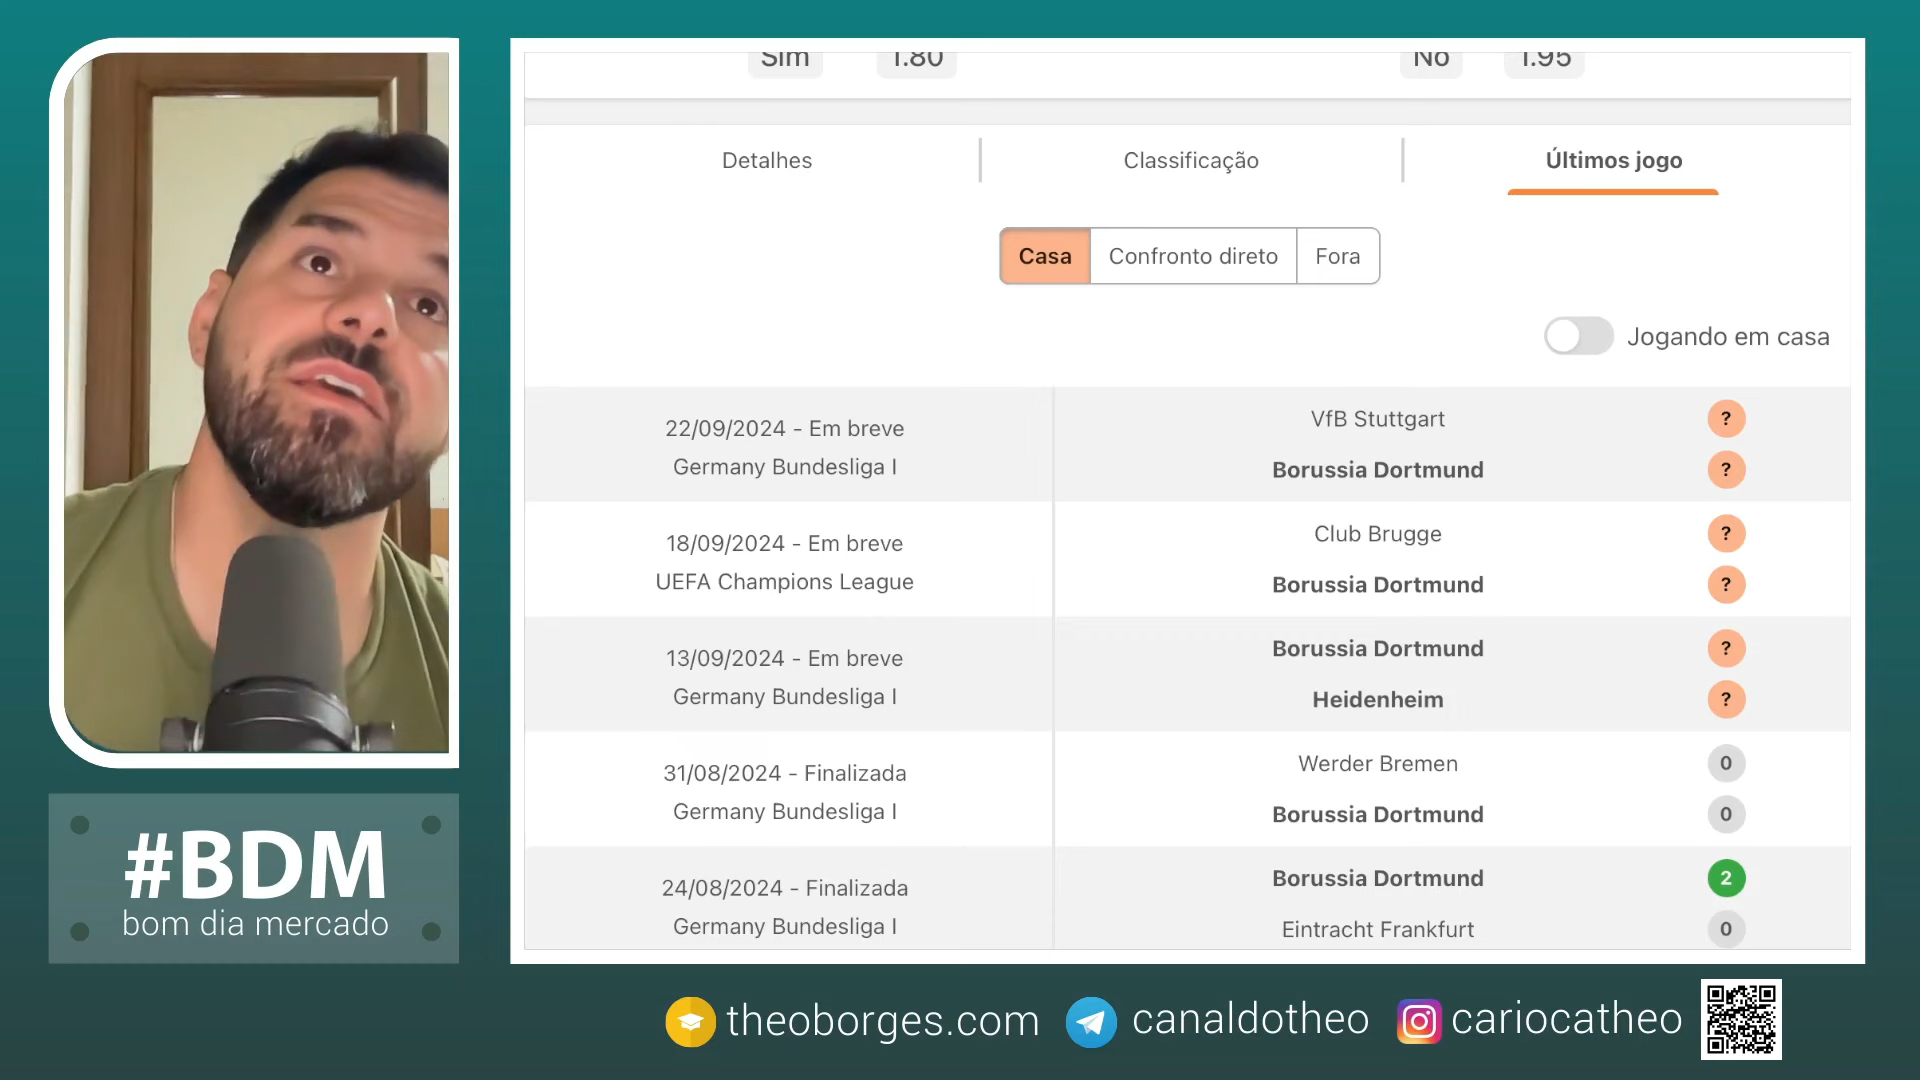 Sim 1.80 No 1.95
Detalhes Classificação Últimos jogo
Casa Confronto direto Fora
Jogando em casa
22/09/2024 - Em breve
Germany Bundesliga I
VfB Stuttgart ?
Borussia Dortmund ?
18/09/2024 - Em breve
UEFA Champions League
Club Brugge ?
Borussia Dortmund ?
13/09/2024 - Em breve
Germany Bundesliga I
Borussia Dortmund ?
Heidenheim ?
31/08/2024 - Finalizada
Germany Bundesliga I
Werder Bremen 0
Borussia Dortmund 0
24/08/2024 - Finalizada
Germany Bundesliga I
Borussia Dortmund 2
Eintracht Frankfurt 0
#BDM
bom dia mercado
theoborges.com canaldotheo cariocatheo